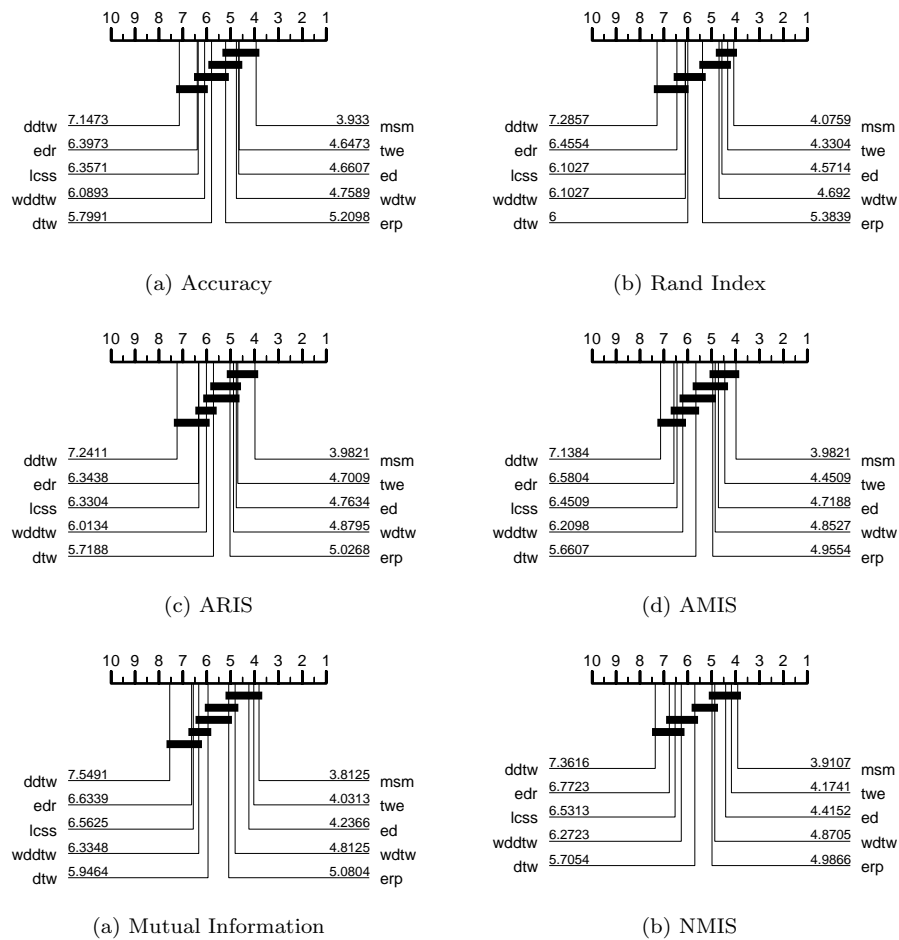 10 9 8 7 6 5 4 3 2 1
ddtw 7.1473 3.933 msm
edr 6.3973 4.6473 twe
lcss 6.3571 4.6607 ed
wddtw 6.0893 4.7589 wdtw
dtw 5.7991 5.2098 erp
(a) Accuracy
10 9 8 7 6 5 4 3 2 1
ddtw 7.2857 4.0759 msm
edr 6.4554 4.3304 twe
lcss 6.1027 4.5714 ed
wddtw 6.1027 4.692 wdtw
dtw 6 5.3839 erp
(b) Rand Index
10 9 8 7 6 5 4 3 2 1
ddtw 7.2411 3.9821 msm
edr 6.3438 4.7009 twe
lcss 6.3304 4.7634 ed
wddtw 6.0134 4.8795 wdtw
dtw 5.7188 5.0268 erp
(c) ARIS
10 9 8 7 6 5 4 3 2 1
ddtw 7.1384 3.9821 msm
edr 6.5804 4.4509 twe
lcss 6.4509 4.7188 ed
wddtw 6.2098 4.8527 wdtw
dtw 5.6607 4.9554 erp
(d) AMIS
10 9 8 7 6 5 4 3 2 1
ddtw 7.5491 3.8125 msm
edr 6.6339 4.0313 twe
lcss 6.5625 4.2366 ed
wddtw 6.3348 4.8125 wdtw
dtw 5.9464 5.0804 erp
(a) Mutual Information
10 9 8 7 6 5 4 3 2 1
ddtw 7.3616 3.9107 msm
edr 6.7723 4.1741 twe
lcss 6.5313 4.4152 ed
wddtw 6.2723 4.8705 wdtw
dtw 5.7054 4.9866 erp
(b) NMIS